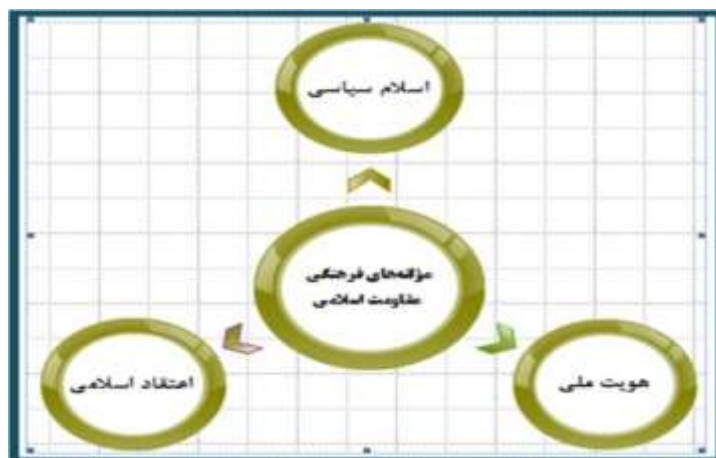 اسلام سیاسی
مؤلفه‌های فرهنگی
مقاومت اسلامی
هویت ملی
اعتقاد اسلامی